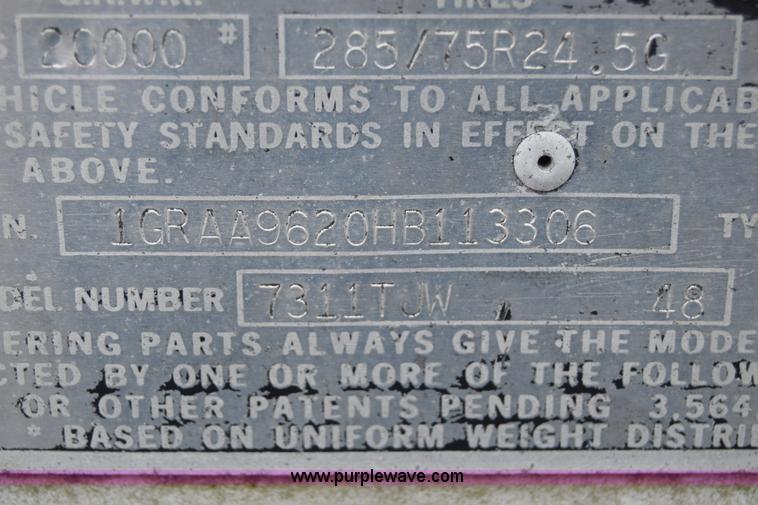 20000 # 285/75R24.5G
HICLE CONFORMS TO ALL APPLICAB
SAFETY STANDARDS IN EFFECT ON THE
ABOVE.
N. 1GRAA9620HB113306 TY
DEL NUMBER 7311TJW 48
ERING PARTS ALWAYS GIVE THE MODE
CTED BY ONE OR MORE OF THE FOLLOW
OR OTHER PATENTS PENDING 3,564,
* BASED ON UNIFORM WEIGHT DISTRI
www.purplewave.com